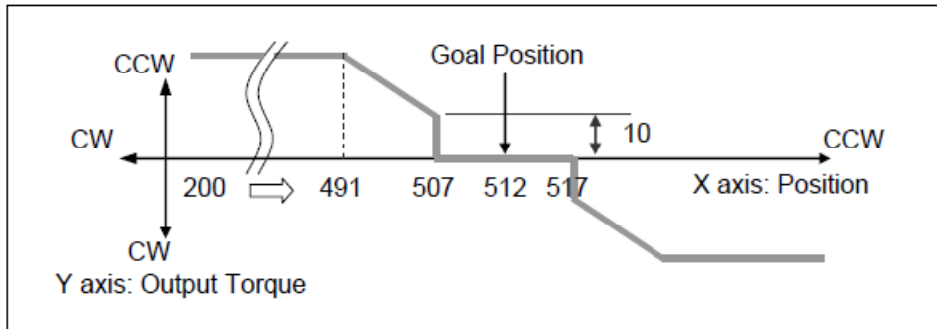 CCW
Goal Position
10
CW
CCW
200
491
507
512
517
X axis: Position
CW
Y axis: Output Torque